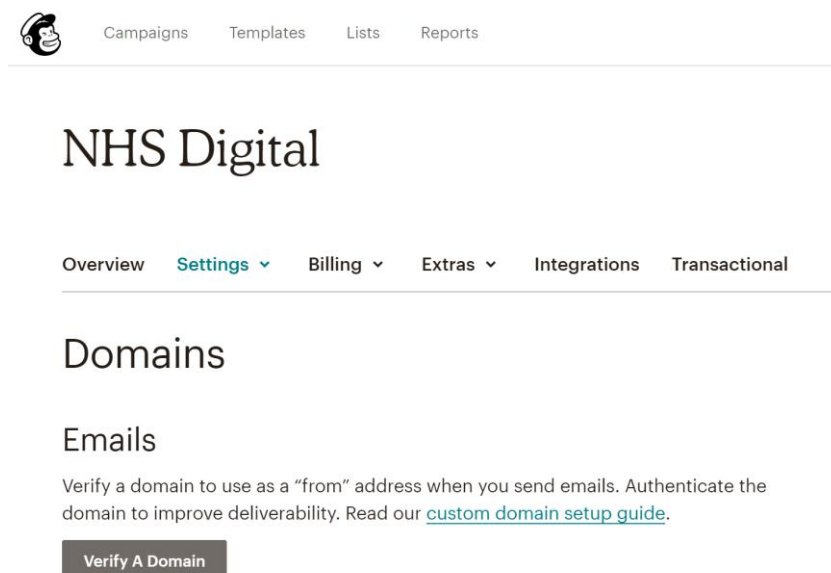 Campaigns Templates Lists Reports
NHS Digital
Overview Settings Billing Extras Integrations Transactional
Domains
Emails
Verify a domain to use as a “from” address when you send emails. Authenticate the
domain to improve deliverability. Read our custom domain setup guide.
Verify A Domain